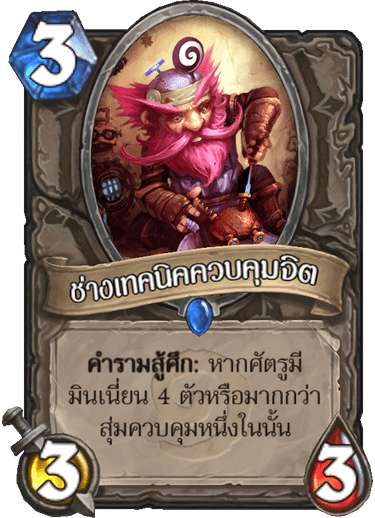 3
ช่างเทคนิคควบคุมจิต
คำรามสู้ศึก: หากศัตรูมี
มินเนี่ยน 4 ตัวหรือมากกว่า
สุ่มควบคุมหนึ่งในนั้น
3
3